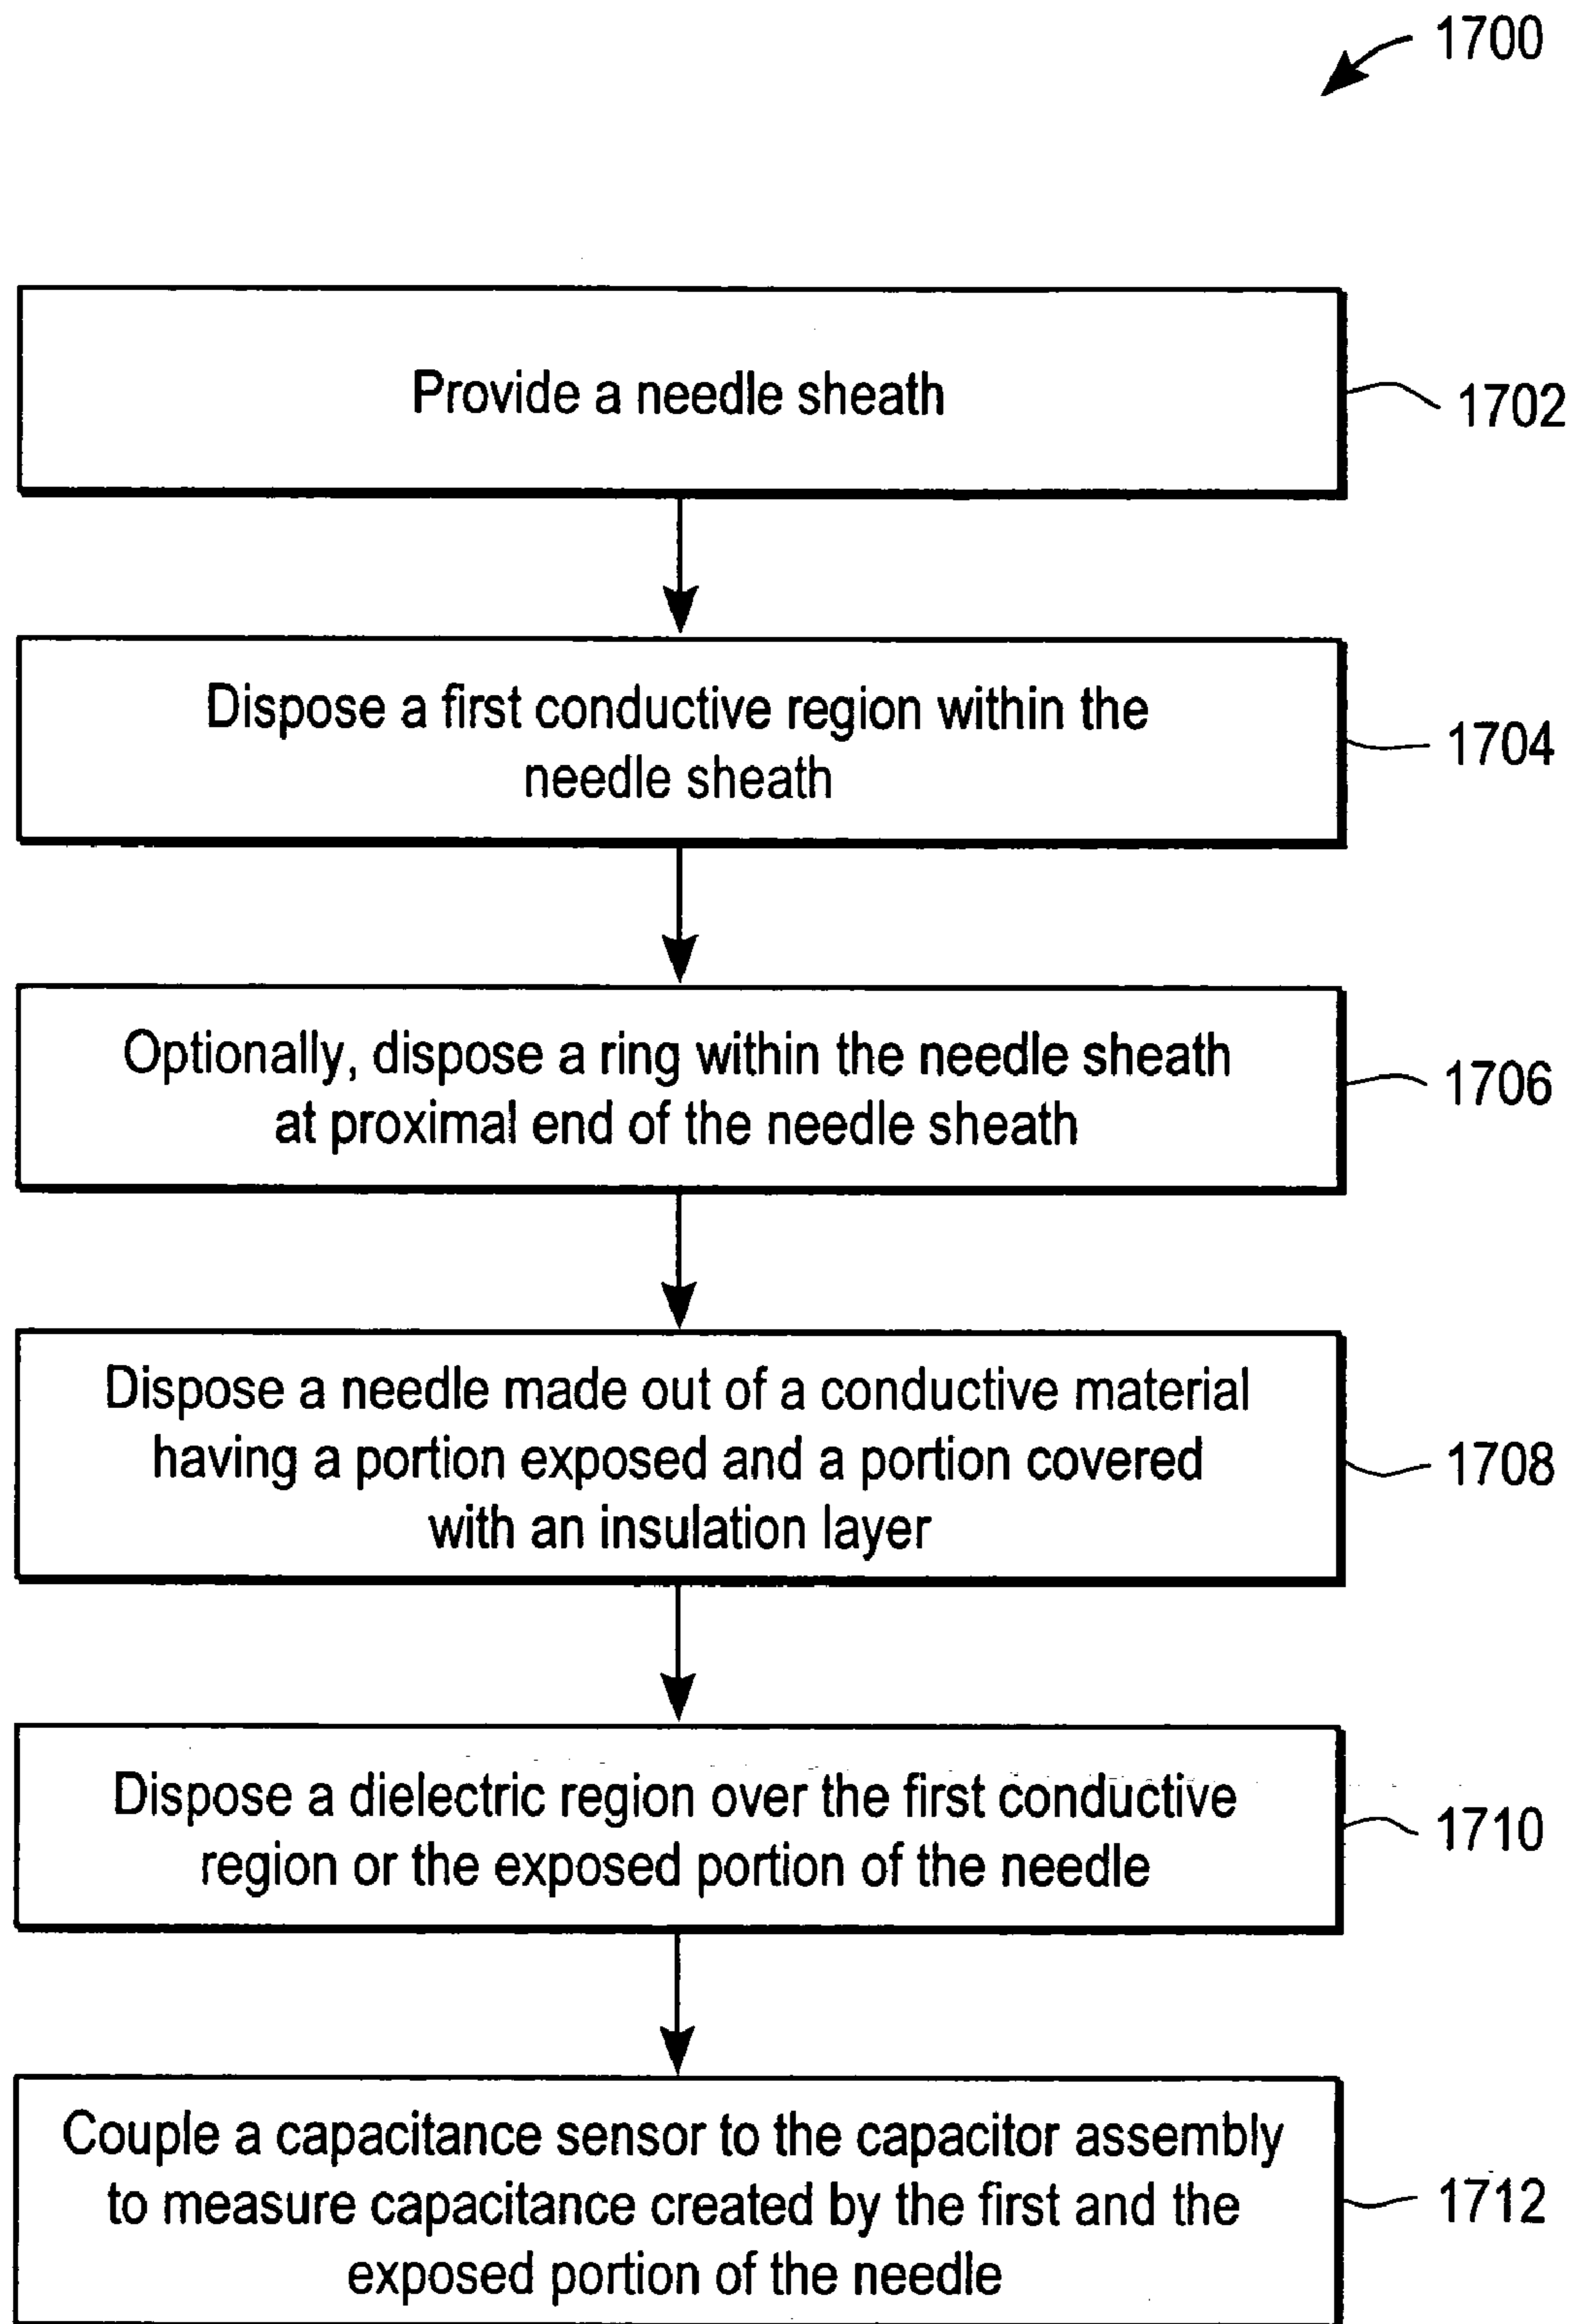 1700
Provide a needle sheath
1702
Dispose a first conductive region within the
needle sheath
1704
Optionally, dispose a ring within the needle sheath
at proximal end of the needle sheath
1706
Dispose a needle made out of a conductive material
having a portion exposed and a portion covered
with an insulation layer
1708
Dispose a dielectric region over the first conductive
region or the exposed portion of the needle
1710
Couple a capacitance sensor to the capacitor assembly
to measure capacitance created by the first and the
exposed portion of the needle
1712